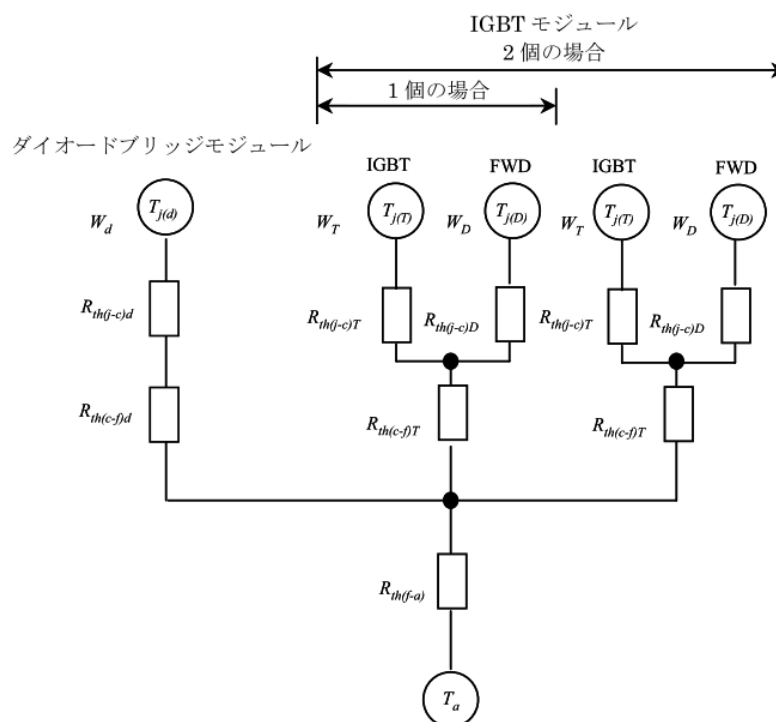 IGBT モジュール
2 個の場合
1 個の場合
ダイオードブリッジモジュール
IGBT FWD IGBT FWD
W_d T_j(d) W_T T_j(T) W_D T_j(D) W_T T_j(T) W_D T_j(D)
R_th(j-c)d R_th(j-c)T R_th(j-c)D R_th(j-c)T R_th(j-c)D
R_th(c-f)d R_th(c-f)T R_th(c-f)T
R_th(f-a)
T_a